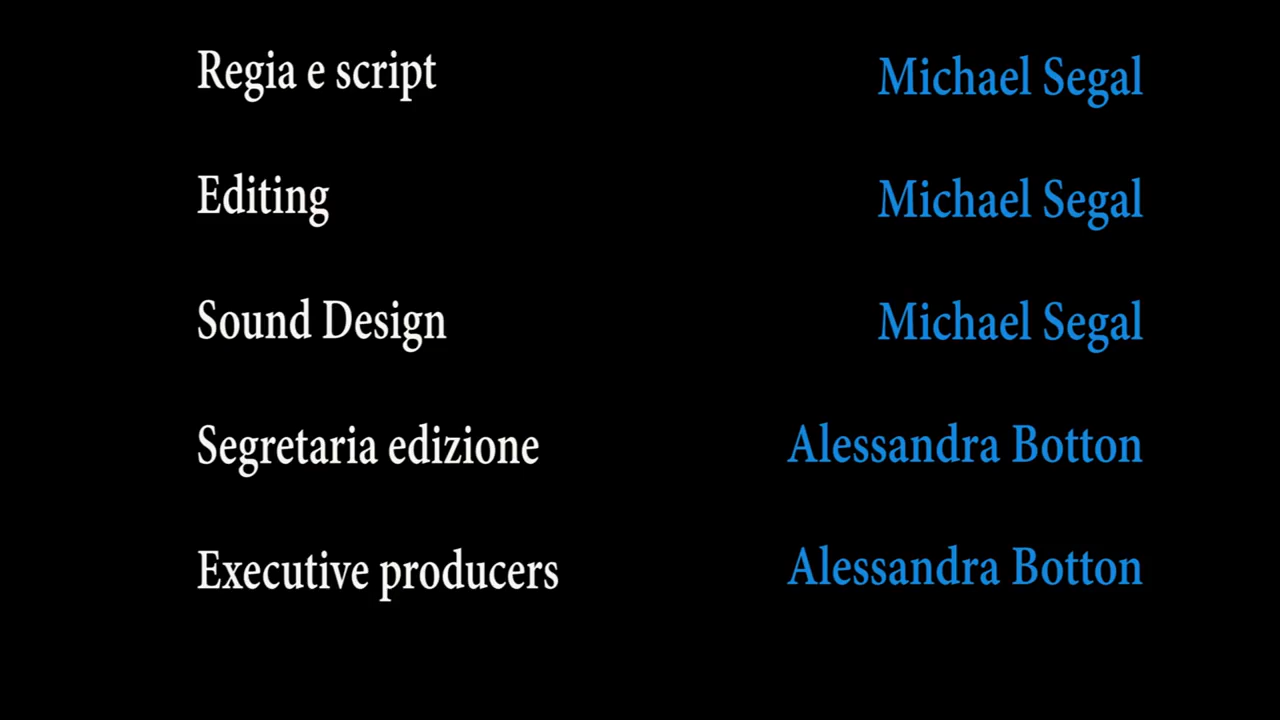 Regia e script Michael Segal
Editing Michael Segal
Sound Design Michael Segal
Segretaria edizione Alessandra Botton
Executive producers Alessandra Botton